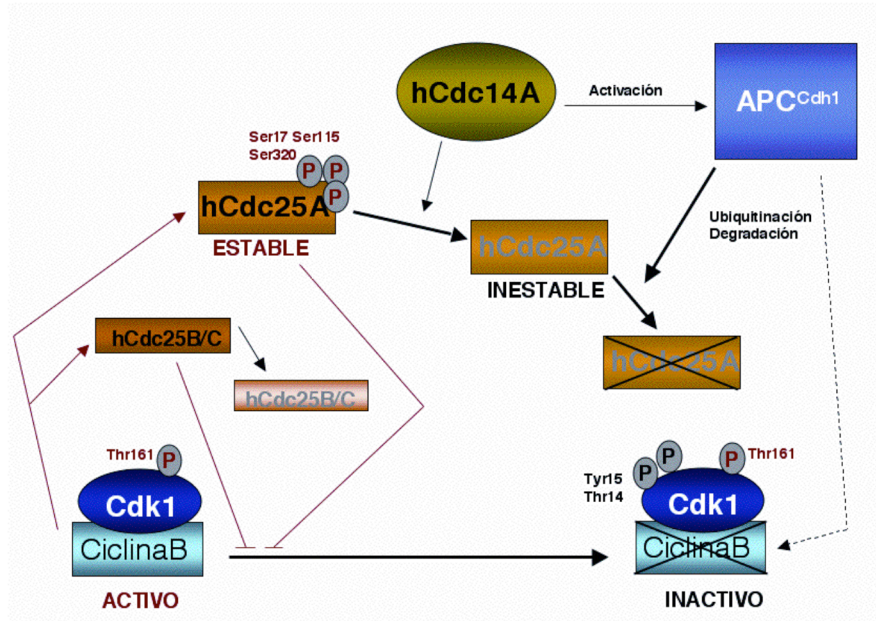 hCdc14A
Activación
APCCdh1
Ser17 Ser115
Ser320
P
P
P
hCdc25A
ESTABLE
Ubiquitinación
Degradación
hCdc25A
INESTABLE
hCdc25B/C
hCdc25A
hCdc25B/C
Thr161
P
Cdk1
CiclinaB
ACTIVO
P
P
P
Thr161
Tyr15
Thr14
Cdk1
CiclinaB
INACTIVO